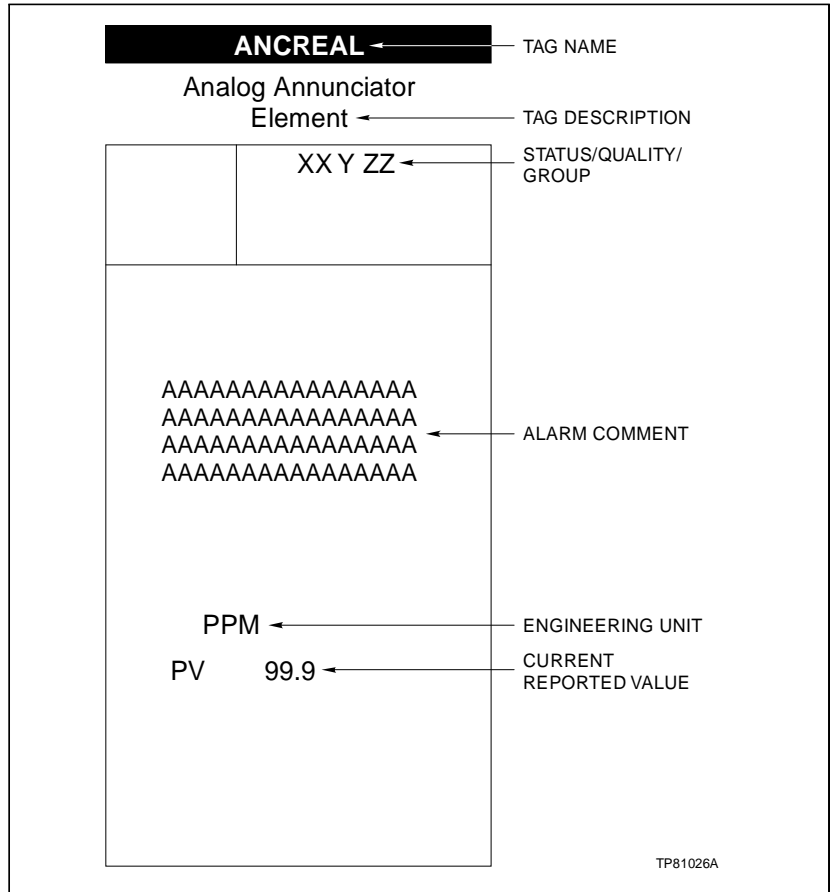 ANCREAL
TAG NAME
Analog Annunciator
Element
TAG DESCRIPTION
XX Y ZZ
STATUS/QUALITY/
GROUP
AAAAAAAAAAAAAAAA
AAAAAAAAAAAAAAAA
AAAAAAAAAAAAAAAA
AAAAAAAAAAAAAAAA
ALARM COMMENT
PPM
ENGINEERING UNIT
PV 99.9
CURRENT
REPORTED VALUE
TP81026A